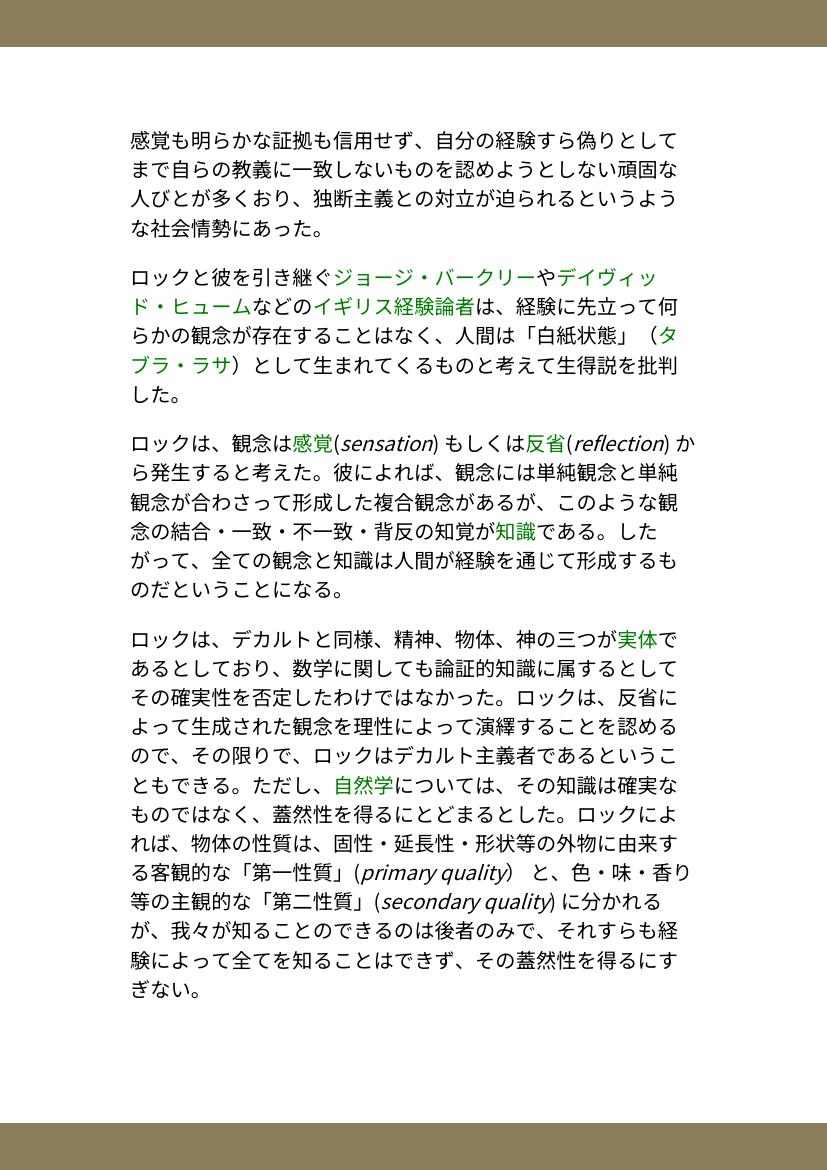 感覚も明らかな証拠も信用せず、自分の経験すら偽りとして
まで自らの教義に一致しないものを認めようとしない頑固な
人びとが多くおり、独断主義との対立が迫られるというよう
な社会情勢にあった。
ロックと彼を引き継ぐジョージ・バークリーやデイヴィッ
ド・ヒュームなどのイギリス経験論者は、経験に先立って何
らかの観念が存在することはなく、人間は「白紙状態」（タ
ブラ・ラサ）として生まれてくるものと考えて生得説を批判
した。
ロックは、観念は感覚(sensation) もしくは反省(reflection) か
ら発生すると考えた。彼によれば、観念には単純観念と単純
観念が合わさって形成した複合観念があるが、このような観
念の結合・一致・不一致・背反の知覚が知識である。した
がって、全ての観念と知識は人間が経験を通じて形成するも
のだということになる。
ロックは、デカルトと同様、精神、物体、神の三つが実体で
あるとしており、数学に関しても論証的知識に属するとして
その確実性を否定したわけではなかった。ロックは、反省に
よって生成された観念を理性によって演繹することを認める
ので、その限りで、ロックはデカルト主義者であるというこ
ともできる。ただし、自然学については、その知識は確実な
ものではなく、蓋然性を得るにとどまるとした。ロックによ
れば、物体の性質は、固性・延長性・形状等の外物に由来す
る客観的な「第一性質」(primary quality） と、色・味・香り
等の主観的な「第二性質」(secondary quality) に分かれる
が、我々が知ることのできるのは後者のみで、それすらも経
験によって全てを知ることはできず、その蓋然性を得るにす
ぎない。